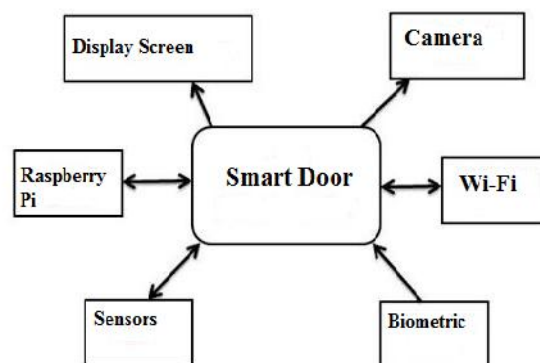 Display Screen
Camera
Raspberry
Pi
Smart Door
Wi-Fi
Sensors
Biometric